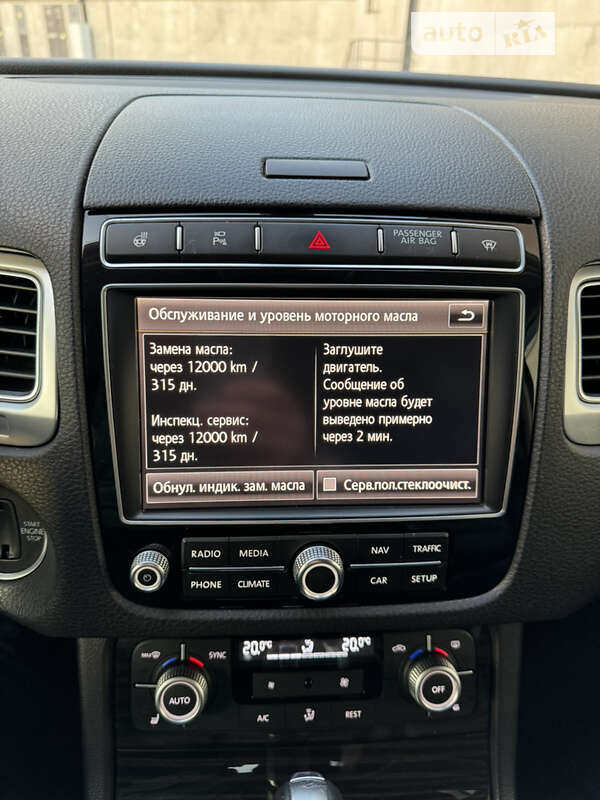 auto RIA
P
PASSENGER
AIR BAG
Обслуживание и уровень моторного масла
Замена масла:
через 12000 km /
315 дн.
Инспекц. сервис:
через 12000 km /
315 дн.
Заглушите
двигатель.
Сообщение об
уровне масла будет
выведено примерно
через 2 мин.
Обнул. индик. зам. масла
Серв.пол.стеклоочист.
START
ENGINE
STOP
RADIO MEDIA
PHONE CLIMATE
NAV TRAFFIC
CAR SETUP
MAX SYNC
20.0°C 20.0°C
AUTO
OFF
A/C REST